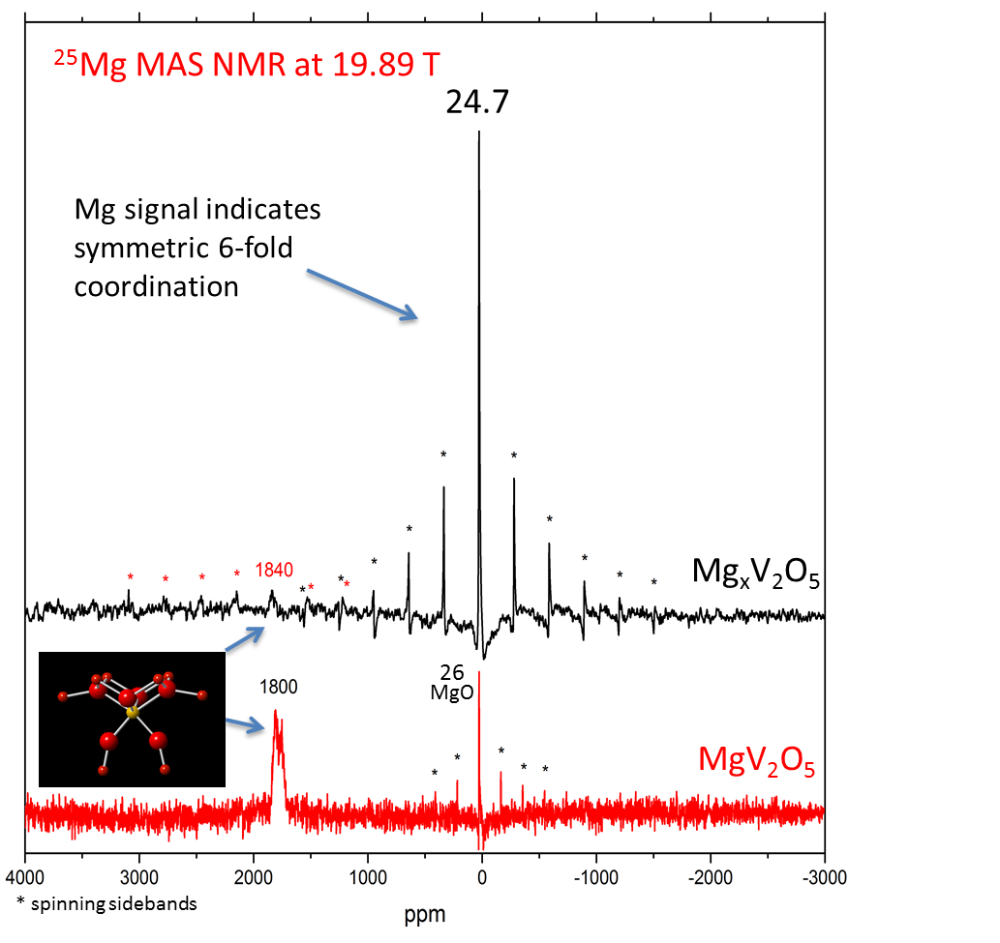 ²⁵Mg MAS NMR at 19.89 T
24.7
Mg signal indicates
symmetric 6-fold
coordination
* * * * 1840 * * * * * * * * * * * * *
MgₓV₂O₅
1800
26
MgO
* * * * *
MgV₂O₅
4000 3000 2000 1000 0 -1000 -2000 -3000
* spinning sidebands
ppm